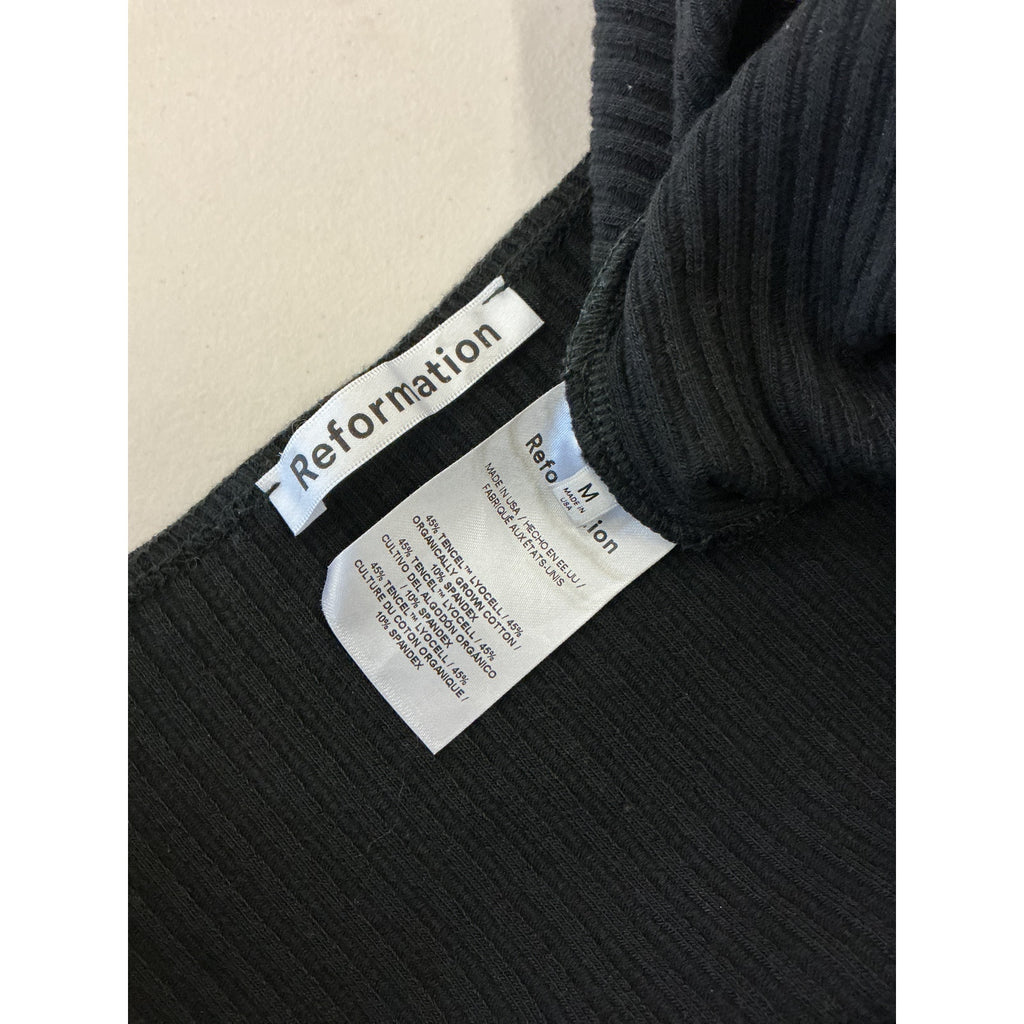 Reformation
Refo
ion
M
MADE IN
USA
MADE IN USA / HECHO EN EE.UU /
FABRIQUÉ AUX ÉTATS-UNIS
45% TENCEL™ LYOCELL / 45%
ORGANICALLY GROWN COTTON /
10% SPANDEX
45% TENCEL™ LYOCELL / 45%
CULTIVO DEL ALGODÓN ORGÁNICO
/ 10% SPANDEX
45% TENCEL™ LYOCELL / 45%
CULTURE DU COTON ORGANIQUE /
10% SPANDEX